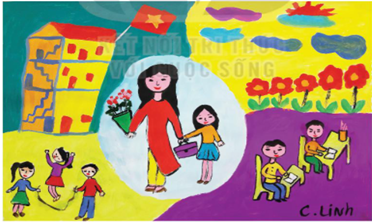 KẾT NỐI TRI THỨC
VỚI CUỘC SỐNG
C. Linh